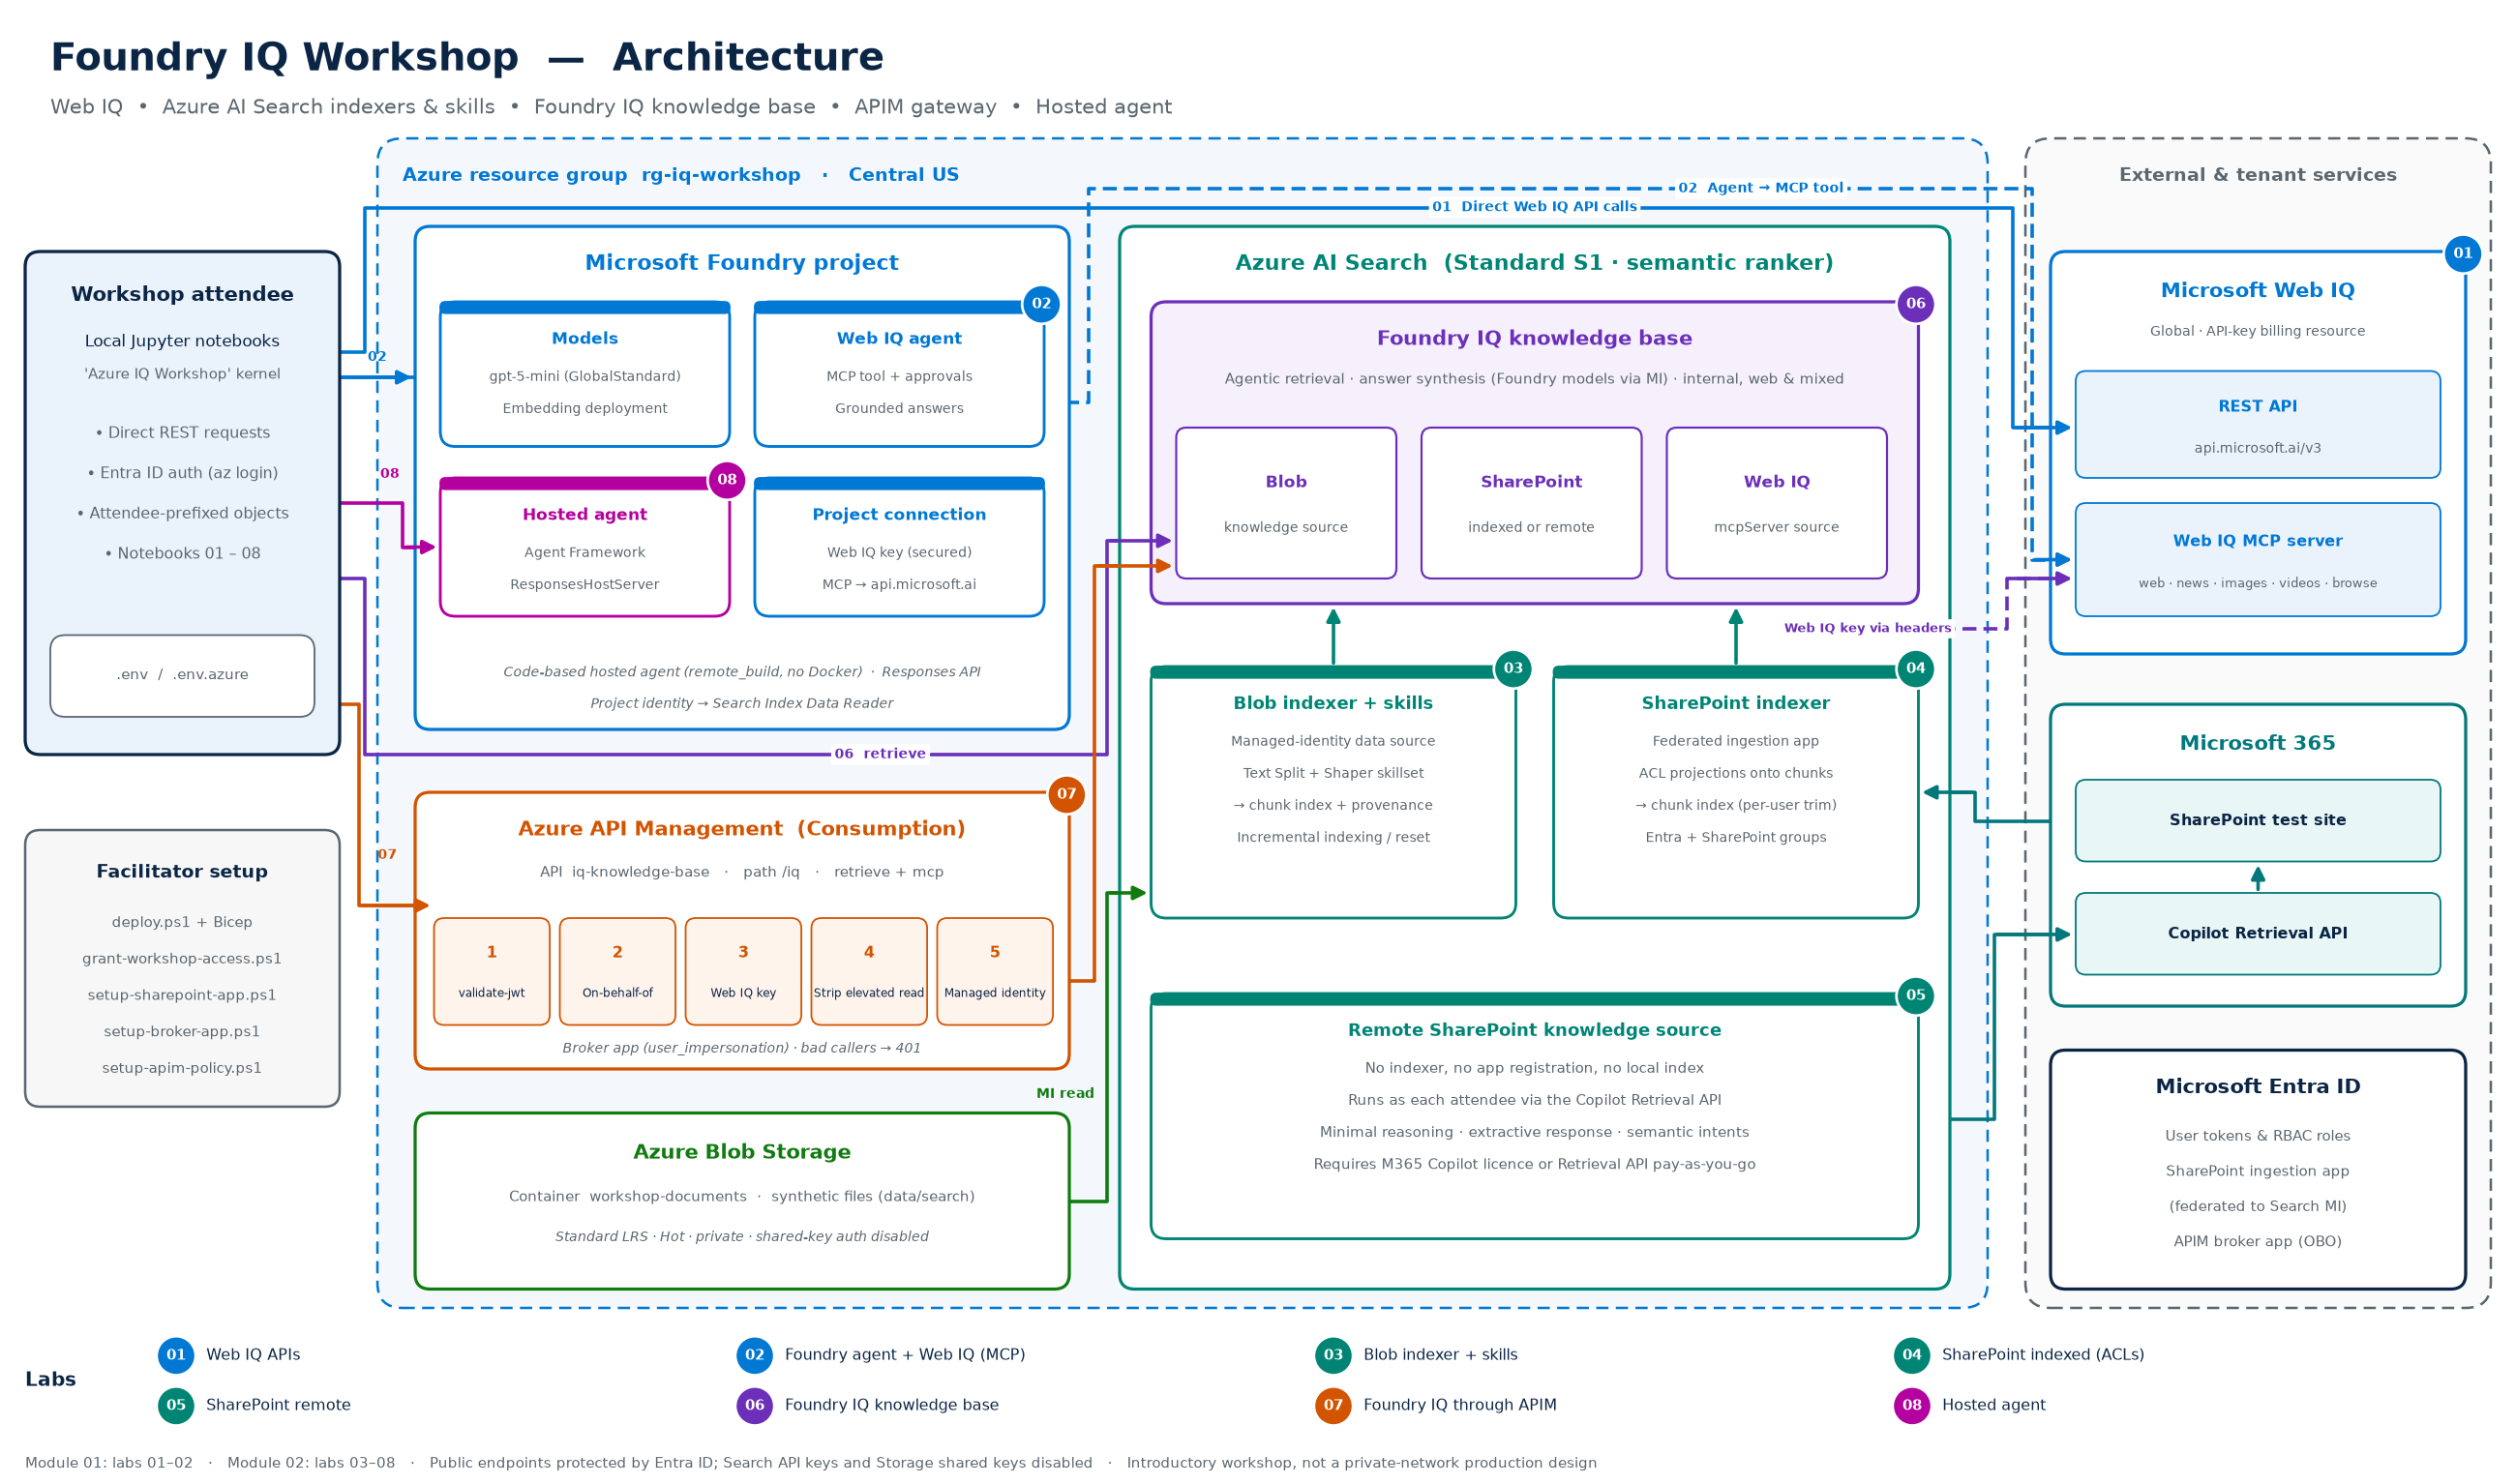 Foundry IQ Workshop — Architecture
Web IQ • Azure AI Search indexers & skills • Foundry IQ knowledge base • APIM gateway • Hosted agent
Azure resource group rg-iq-workshop · Central US
External & tenant services
02 Agent → MCP tool
01 Direct Web IQ API calls
Workshop attendee
Local Jupyter notebooks
'Azure IQ Workshop' kernel
• Direct REST requests
• Entra ID auth (az login)
• Attendee-prefixed objects
• Notebooks 01 – 08
.env / .env.azure
02
08
07
Facilitator setup
deploy.ps1 + Bicep
grant-workshop-access.ps1
setup-sharepoint-app.ps1
setup-broker-app.ps1
setup-apim-policy.ps1
Microsoft Foundry project
Models
gpt-5-mini (GlobalStandard)
Embedding deployment
02
Web IQ agent
MCP tool + approvals
Grounded answers
08
Hosted agent
Agent Framework
ResponsesHostServer
Project connection
Web IQ key (secured)
MCP → api.microsoft.ai
Code-based hosted agent (remote_build, no Docker) · Responses API
Project identity → Search Index Data Reader
06 retrieve
07
Azure API Management (Consumption)
API iq-knowledge-base · path /iq · retrieve + mcp
1
validate-jwt
2
On-behalf-of
3
Web IQ key
4
Strip elevated read
5
Managed identity
Broker app (user_impersonation) · bad callers → 401
MI read
Azure Blob Storage
Container workshop-documents · synthetic files (data/search)
Standard LRS · Hot · private · shared-key auth disabled
Azure AI Search (Standard S1 · semantic ranker)
06
Foundry IQ knowledge base
Agentic retrieval · answer synthesis (Foundry models via MI) · internal, web & mixed
Blob
knowledge source
SharePoint
indexed or remote
Web IQ
mcpServer source
Web IQ key via headers
03
Blob indexer + skills
Managed-identity data source
Text Split + Shaper skillset
→ chunk index + provenance
Incremental indexing / reset
04
SharePoint indexer
Federated ingestion app
ACL projections onto chunks
→ chunk index (per-user trim)
Entra + SharePoint groups
05
Remote SharePoint knowledge source
No indexer, no app registration, no local index
Runs as each attendee via the Copilot Retrieval API
Minimal reasoning · extractive response · semantic intents
Requires M365 Copilot licence or Retrieval API pay-as-you-go
01
Microsoft Web IQ
Global · API-key billing resource
REST API
api.microsoft.ai/v3
Web IQ MCP server
web · news · images · videos · browse
Microsoft 365
SharePoint test site
Copilot Retrieval API
Microsoft Entra ID
User tokens & RBAC roles
SharePoint ingestion app
(federated to Search MI)
APIM broker app (OBO)
Labs
01 Web IQ APIs
02 Foundry agent + Web IQ (MCP)
03 Blob indexer + skills
04 SharePoint indexed (ACLs)
05 SharePoint remote
06 Foundry IQ knowledge base
07 Foundry IQ through APIM
08 Hosted agent
Module 01: labs 01–02 · Module 02: labs 03–08 · Public endpoints protected by Entra ID; Search API keys and Storage shared keys disabled · Introductory workshop, not a private-network production design